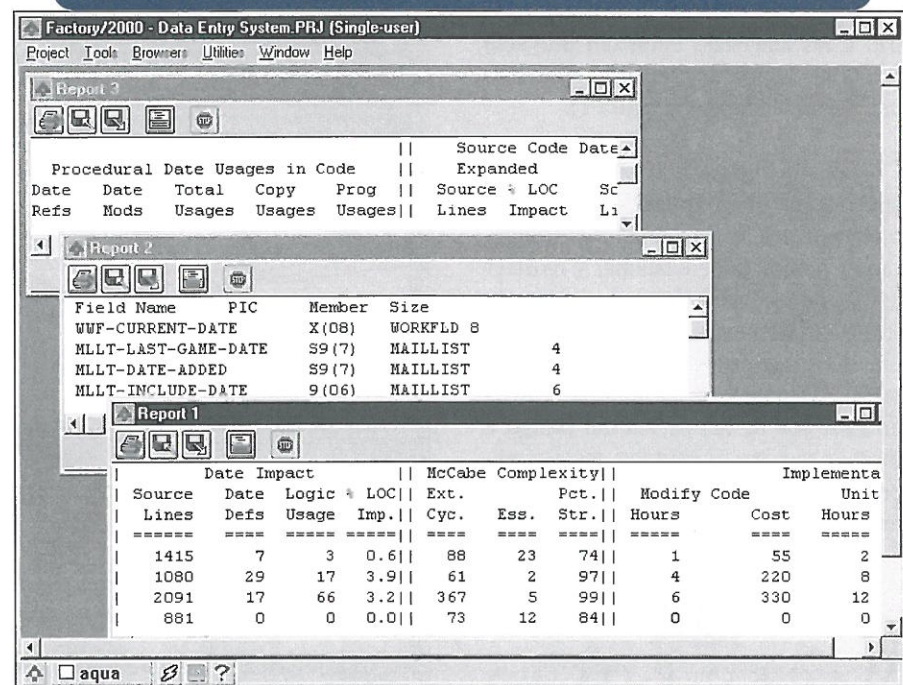 Factory/2000 - Data Entry System.PRJ (Single-user)
Project Tools Browsers Utilities Window Help
Report 3
STOP
|| Source Code Date
Procedural Date Usages in Code || Expanded
Date Date Total Copy Prog || Source % LOC Sc
Refs Mods Usages Usages Usages|| Lines Impact Li
Report 2
STOP
Field Name PIC Member Size
WWF-CURRENT-DATE X(08) WORKFLD 8
MLLT-LAST-GAME-DATE S9(7) MAILLIST 4
MLLT-DATE-ADDED S9(7) MAILLIST 4
MLLT-INCLUDE-DATE 9(06) MAILLIST 6
Report 1
STOP
| Date Impact || McCabe Complexity|| Implementa
| Source Date Logic % LOC|| Ext. Pct.|| Modify Code Unit
| Lines Defs Usage Imp.|| Cyc. Ess. Str.|| Hours Cost Hours
| ====== ==== ===== =====|| ==== ==== ====|| ===== ==== =====
| 1415 7 3 0.6|| 88 23 74|| 1 55 2
| 1080 29 17 3.9|| 61 2 97|| 4 220 8
| 2091 17 66 3.2|| 367 5 99|| 6 330 12
| 881 0 0 0.0|| 73 12 84|| 0 0 0
aqua ?